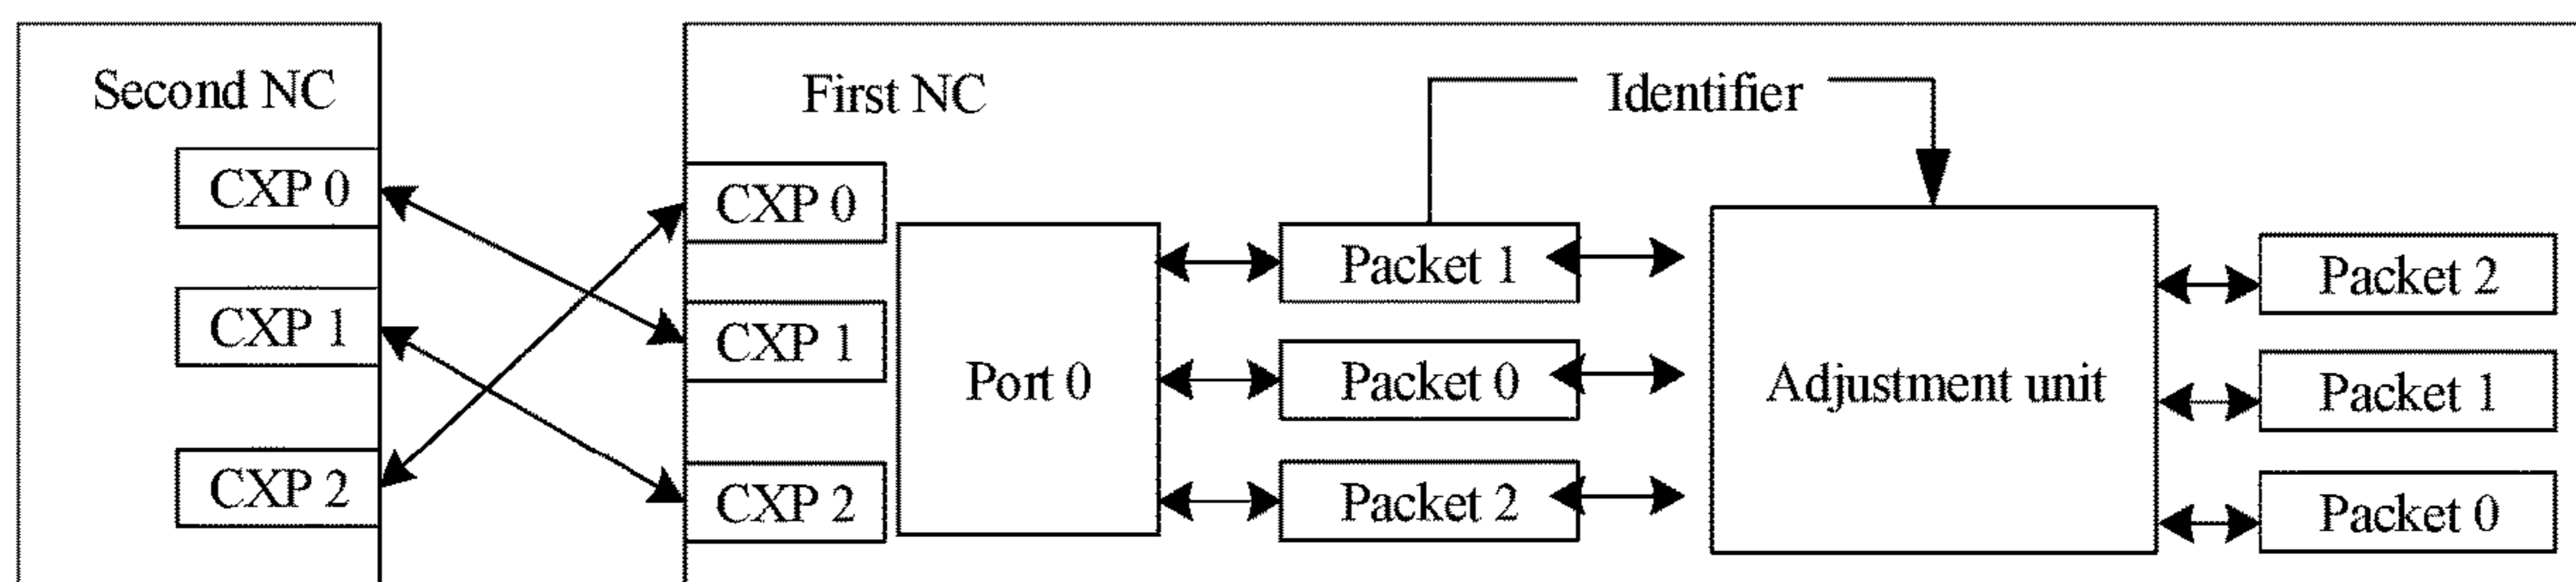 Second NC
CXP 0
CXP 1
CXP 2
First NC
CXP 0
CXP 1
CXP 2
Port 0
Identifier
Packet 1
Packet 0
Packet 2
Adjustment unit
Packet 2
Packet 1
Packet 0